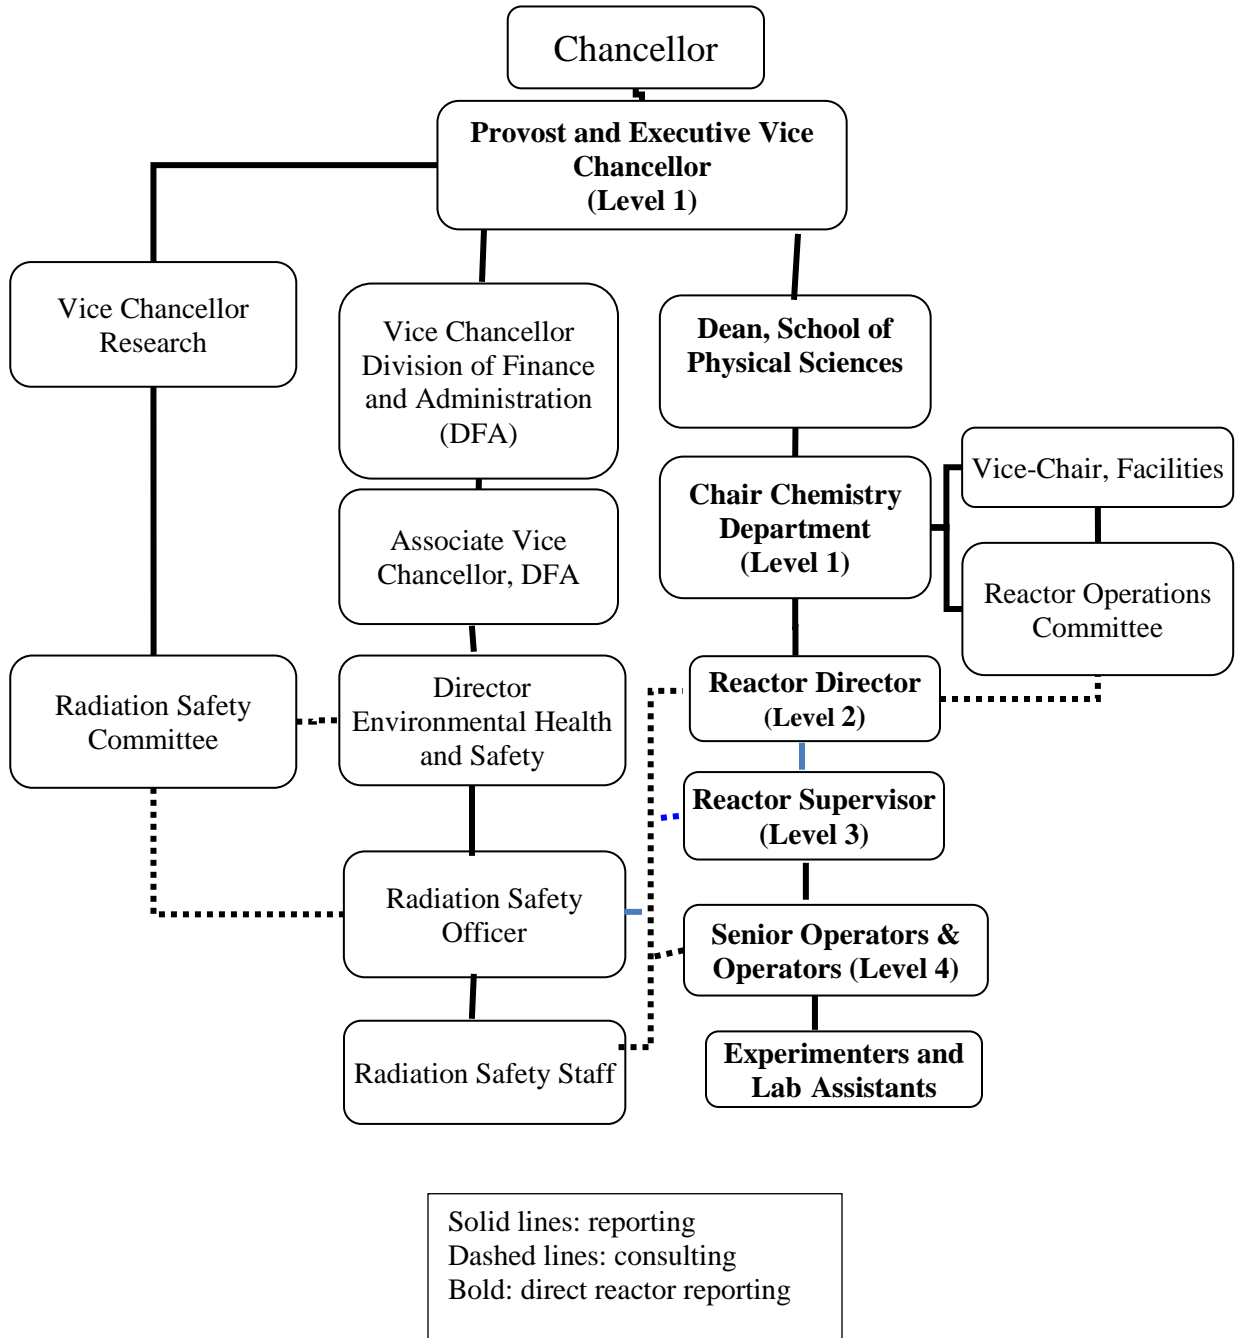 Chancellor
Provost and Executive Vice
Chancellor
(Level 1)
Vice Chancellor
Research
Vice Chancellor
Division of Finance
and Administration
(DFA)
Dean, School of
Physical Sciences
Chair Chemistry
Department
(Level 1)
Vice-Chair, Facilities
Associate Vice
Chancellor, DFA
Reactor Operations
Committee
Radiation Safety
Committee
Director
Environmental Health
and Safety
Reactor Director
(Level 2)
Reactor Supervisor
(Level 3)
Radiation Safety
Officer
Senior Operators &
Operators (Level 4)
Radiation Safety Staff
Experimenters and
Lab Assistants
Solid lines: reporting
Dashed lines: consulting
Bold: direct reactor reporting